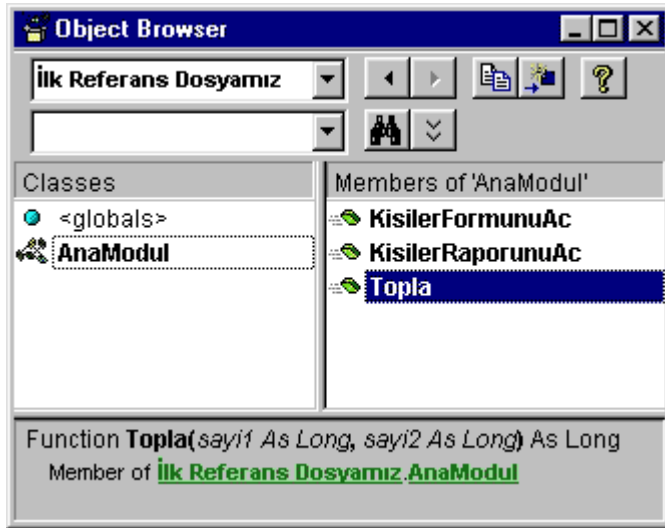 Object Browser
İlk Referans Dosyamız
Classes
Members of 'AnaModul'
<globals>
AnaModul
KisilerFormunuAc
KisilerRaporunuAc
Topla
Function Topla(sayi1 As Long, sayi2 As Long) As Long
Member of İlk Referans Dosyamız.AnaModul